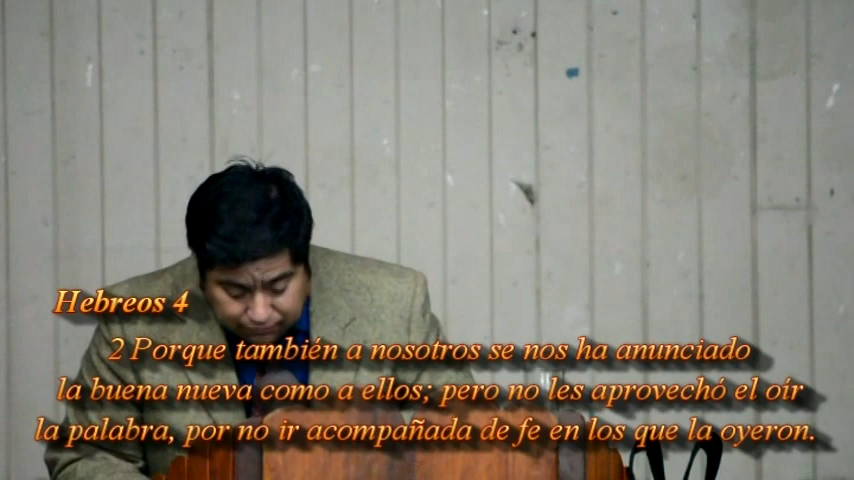 Hebreos 4
2 Porque también a nosotros se nos ha anunciado
la buena nueva como a ellos; pero no les aprovechó el oír
la palabra, por no ir acompañada de fe en los que la oyeron.